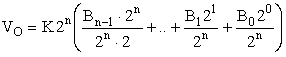 V_O = K 2^n ( B_{n-1} · 2^n / 2^n · 2 + .. + B_1 2^1 / 2^n + B_0 2^0 / 2^n )